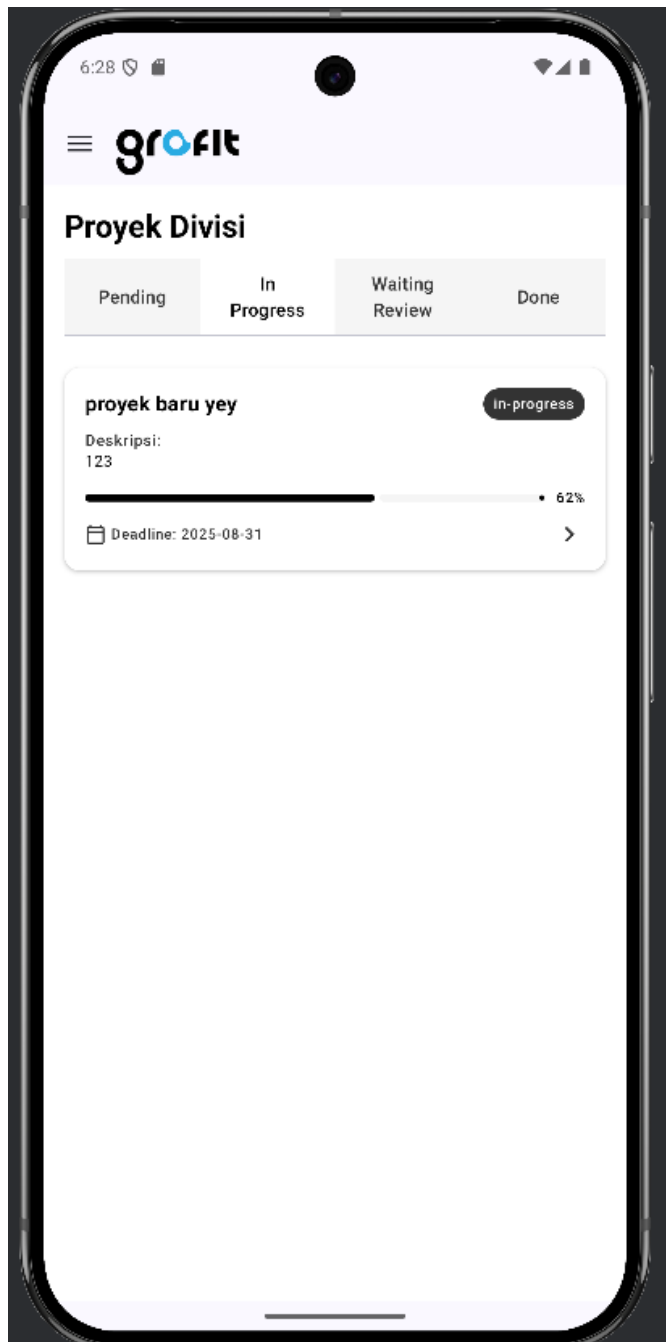 6:28
grofit
Proyek Divisi
Pending
In
Progress
Waiting
Review
Done
proyek baru yey
in-progress
Deskripsi:
123
62%
Deadline: 2025-08-31